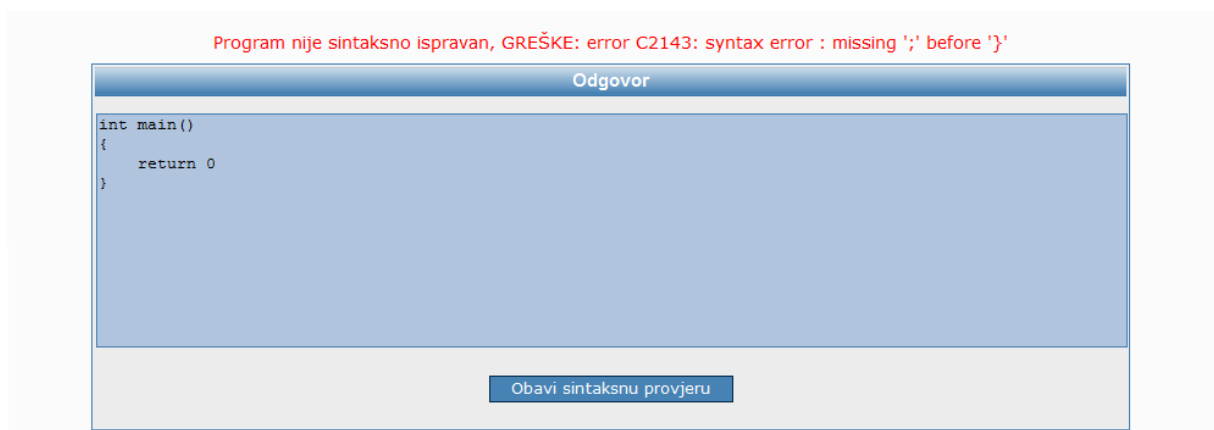 Program nije sintaksno ispravan, GREŠKE: error C2143: syntax error : missing ';' before '}'
Odgovor
int main()
{
    return 0
}
Obavi sintaksnu provjeru